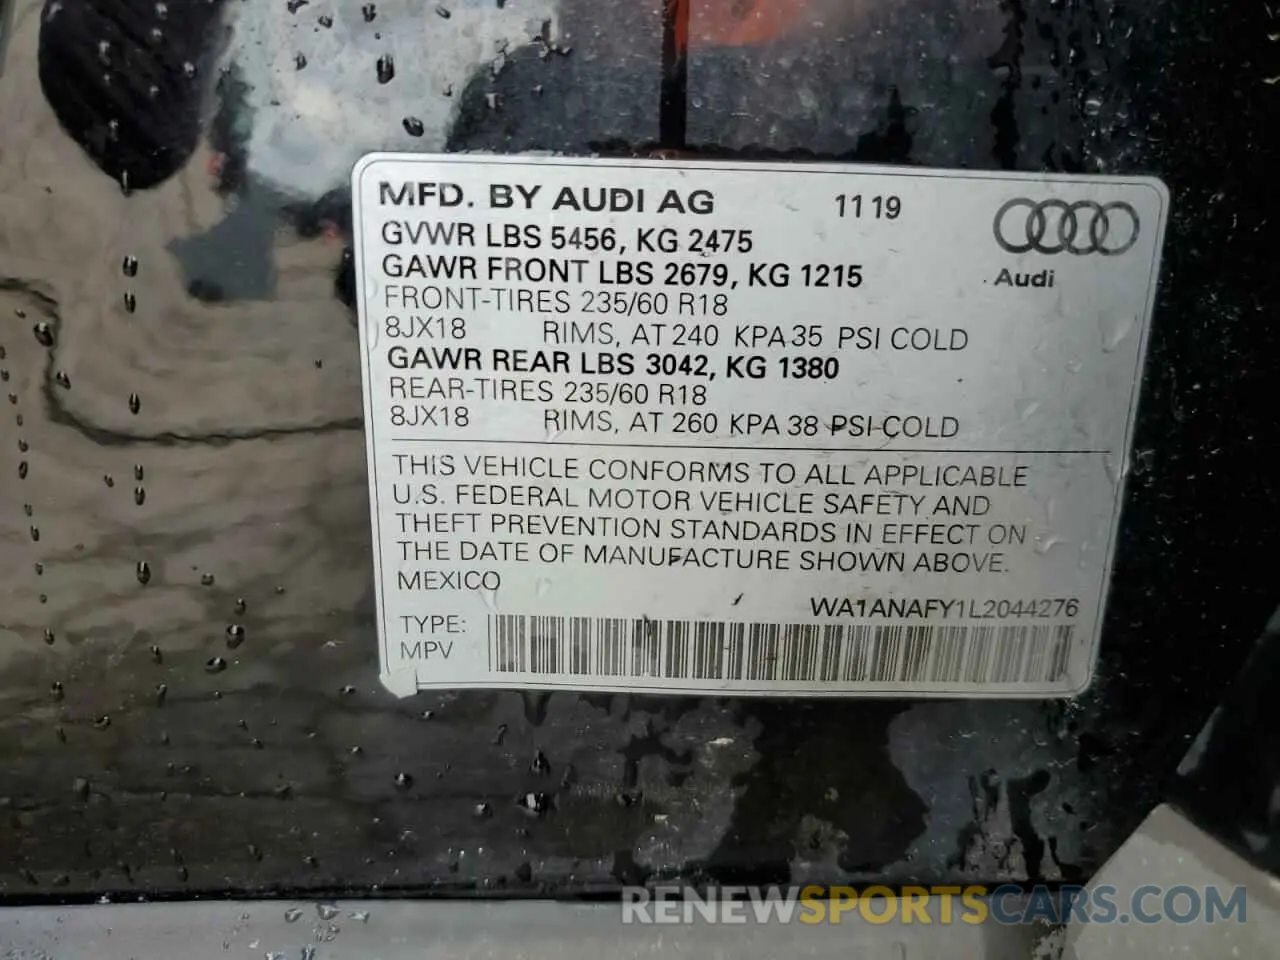 MFD. BY AUDI AG 11 19
GVWR LBS 5456, KG 2475
GAWR FRONT LBS 2679, KG 1215
Audi
FRONT-TIRES 235/60 R18
8JX18 RIMS, AT 240 KPA 35 PSI COLD
GAWR REAR LBS 3042, KG 1380
REAR-TIRES 235/60 R18
8JX18 RIMS, AT 260 KPA 38 PSI COLD
THIS VEHICLE CONFORMS TO ALL APPLICABLE
U.S. FEDERAL MOTOR VEHICLE SAFETY AND
THEFT PREVENTION STANDARDS IN EFFECT ON
THE DATE OF MANUFACTURE SHOWN ABOVE.
MEXICO
WA1ANAFY1L2044276
TYPE:
MPV
RENEWSPORTSCARS.COM